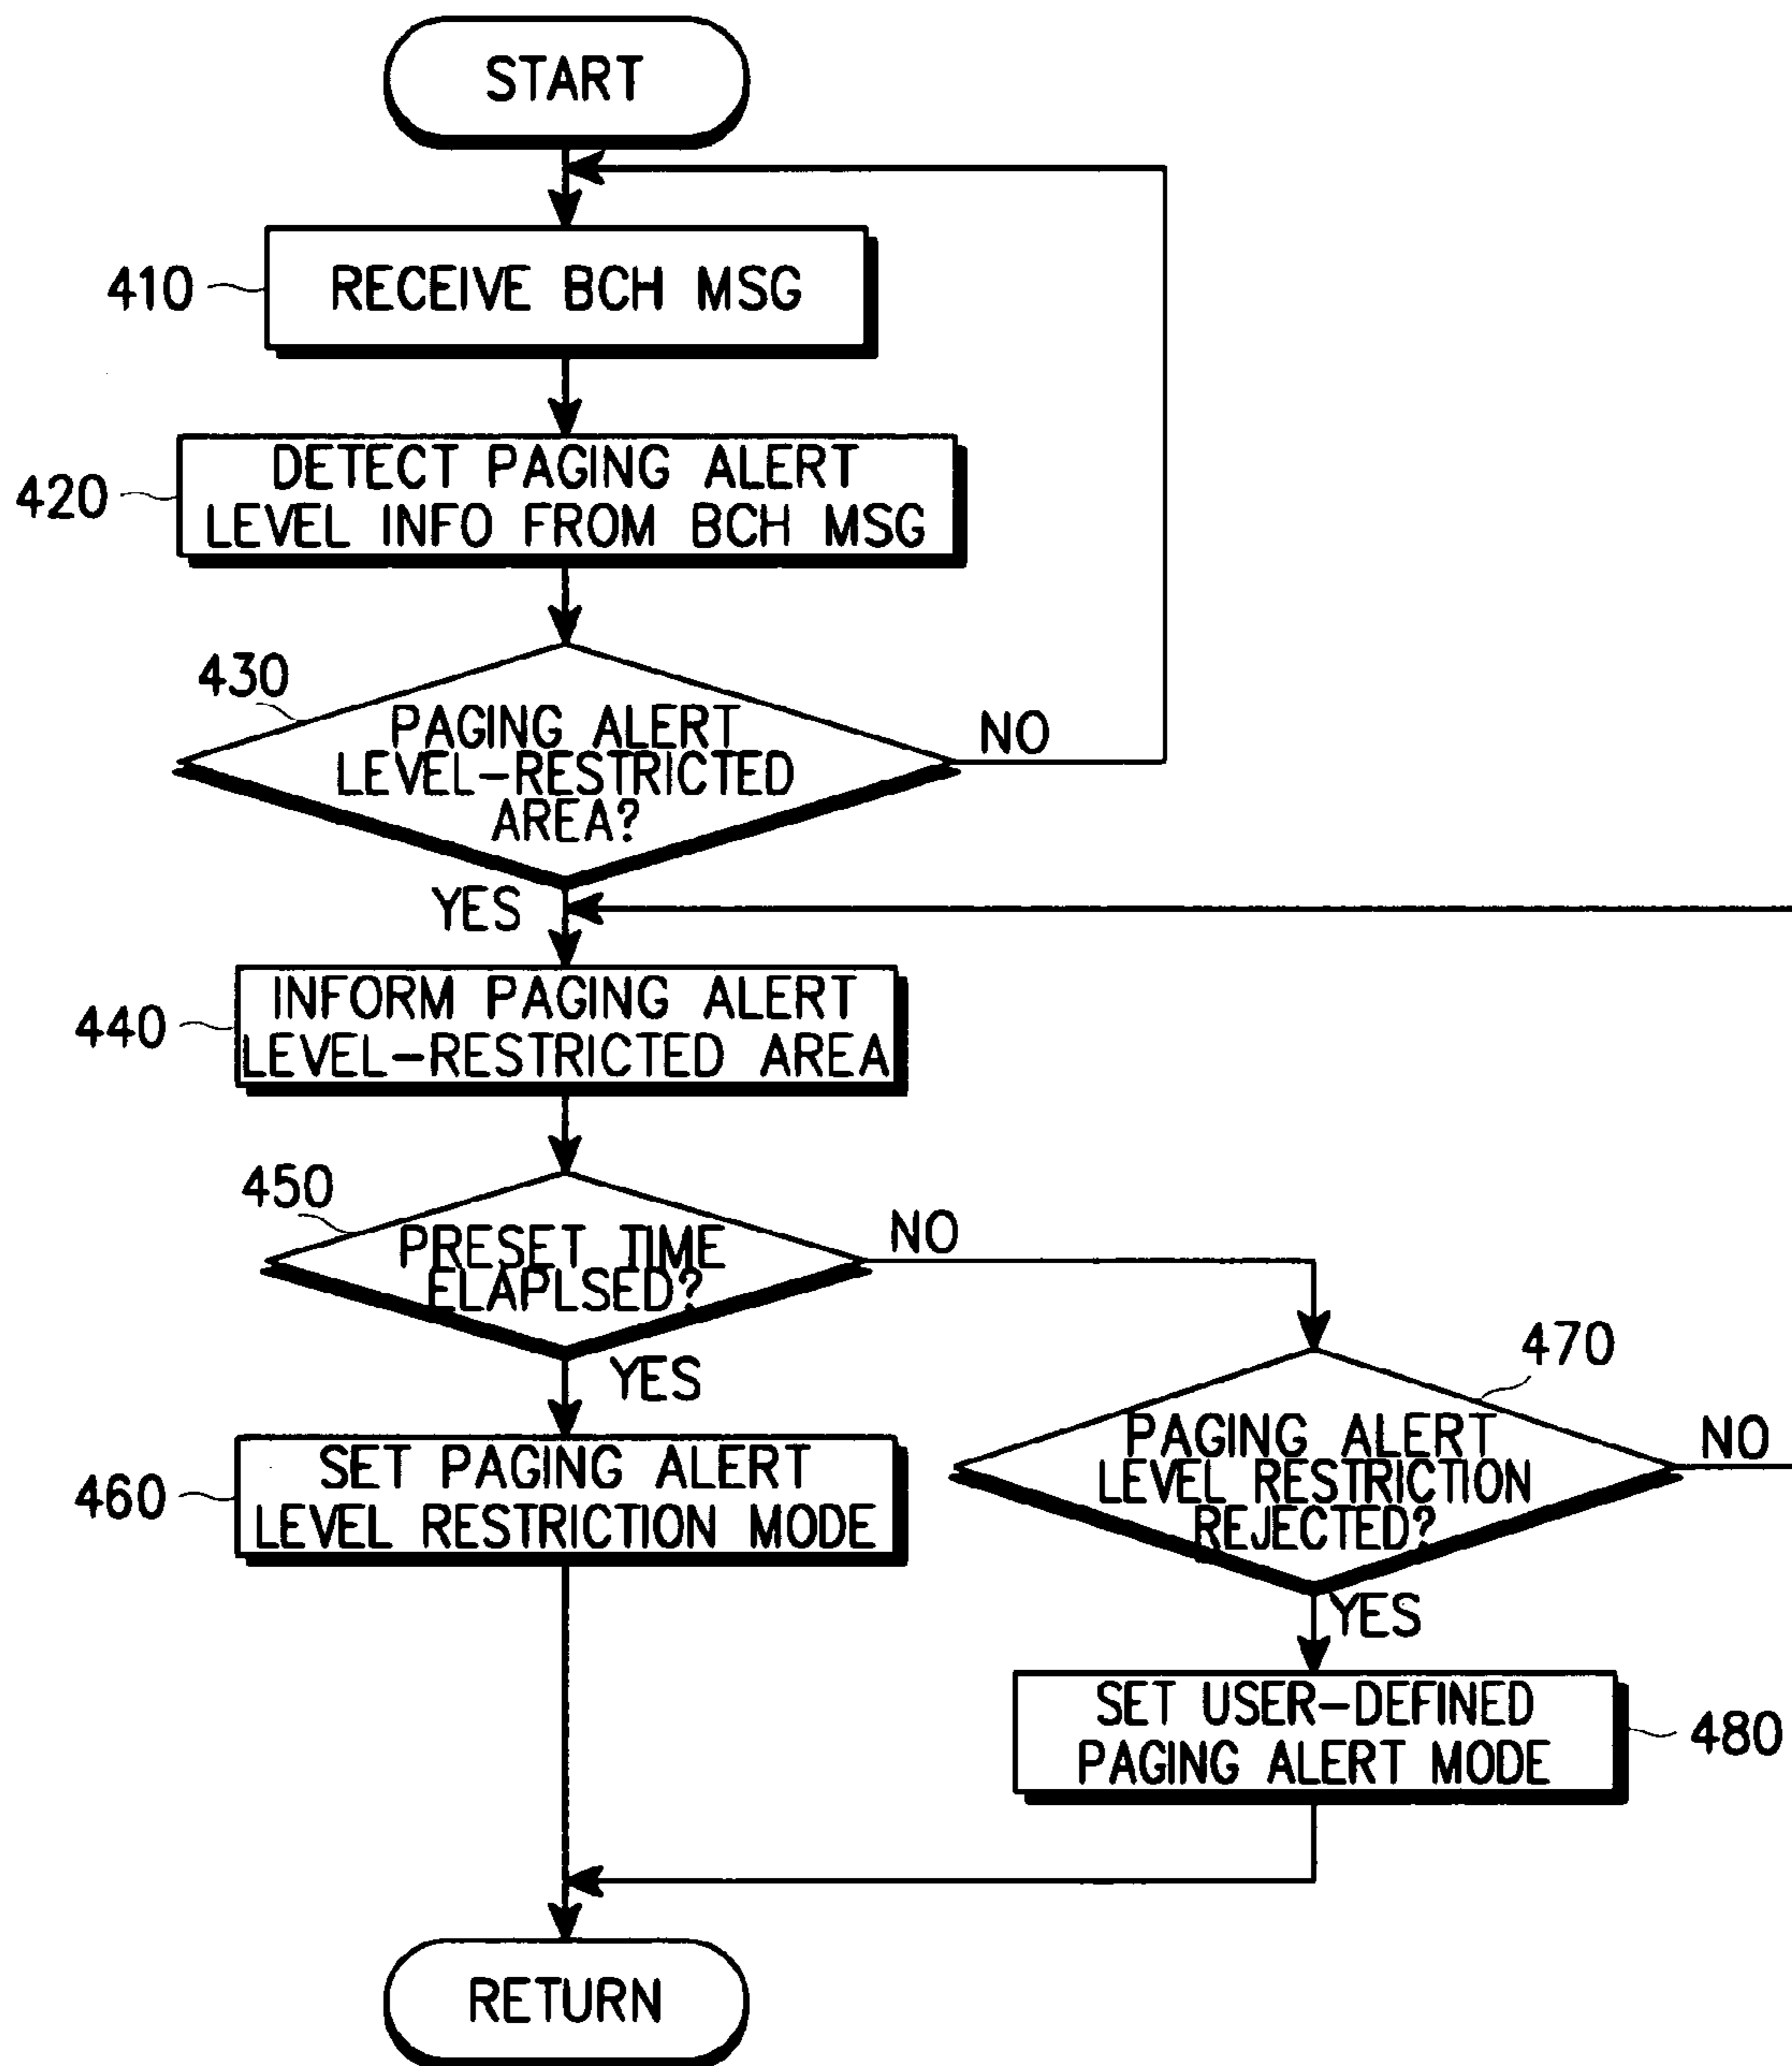 START
410
RECEIVE BCH MSG
420
DETECT PAGING ALERT
LEVEL INFO FROM BCH MSG
430
PAGING ALERT
LEVEL-RESTRICTED
AREA?
NO
YES
440
INFORM PAGING ALERT
LEVEL-RESTRICTED AREA
450
PRESET TIME
ELAPLSED?
NO
YES
470
PAGING ALERT
LEVEL RESTRICTION
REJECTED?
NO
460
SET PAGING ALERT
LEVEL RESTRICTION MODE
YES
SET USER-DEFINED
PAGING ALERT MODE
480
RETURN